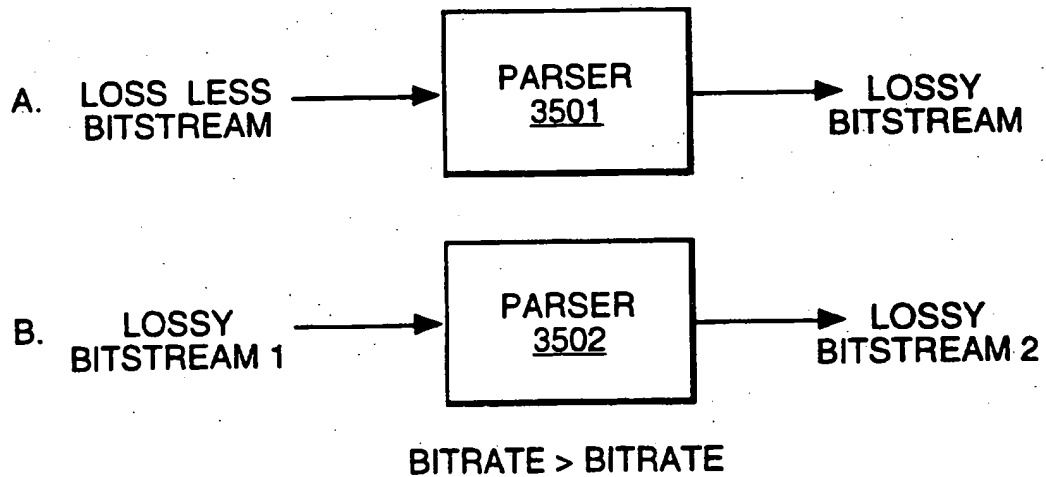 A. LOSS LESS BITSTREAM
PARSER
3501
LOSSY
BITSTREAM
B. LOSSY
BITSTREAM 1
PARSER
3502
LOSSY
BITSTREAM 2
BITRATE > BITRATE